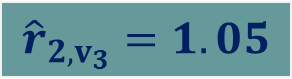 r̂₂,ᵥ₃ = 1.05